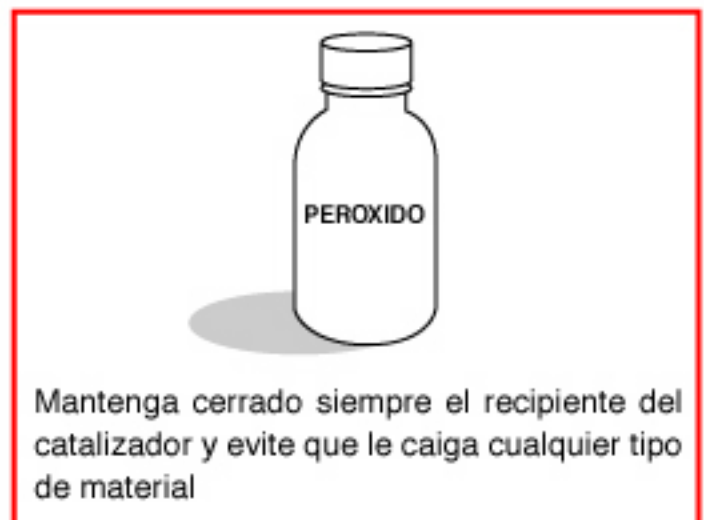 PEROXIDO
Mantenga cerrado siempre el recipiente del
catalizador y evite que le caiga cualquier tipo
de material